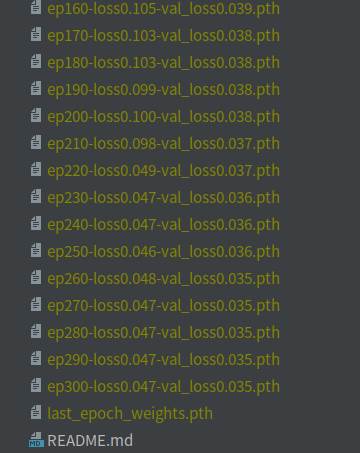 ep160-loss0.105-val_loss0.039.pth
ep170-loss0.103-val_loss0.038.pth
ep180-loss0.103-val_loss0.038.pth
ep190-loss0.099-val_loss0.038.pth
ep200-loss0.100-val_loss0.038.pth
ep210-loss0.098-val_loss0.037.pth
ep220-loss0.049-val_loss0.037.pth
ep230-loss0.047-val_loss0.036.pth
ep240-loss0.047-val_loss0.036.pth
ep250-loss0.046-val_loss0.036.pth
ep260-loss0.048-val_loss0.035.pth
ep270-loss0.047-val_loss0.035.pth
ep280-loss0.047-val_loss0.035.pth
ep290-loss0.047-val_loss0.035.pth
ep300-loss0.047-val_loss0.035.pth
last_epoch_weights.pth
MD README.md